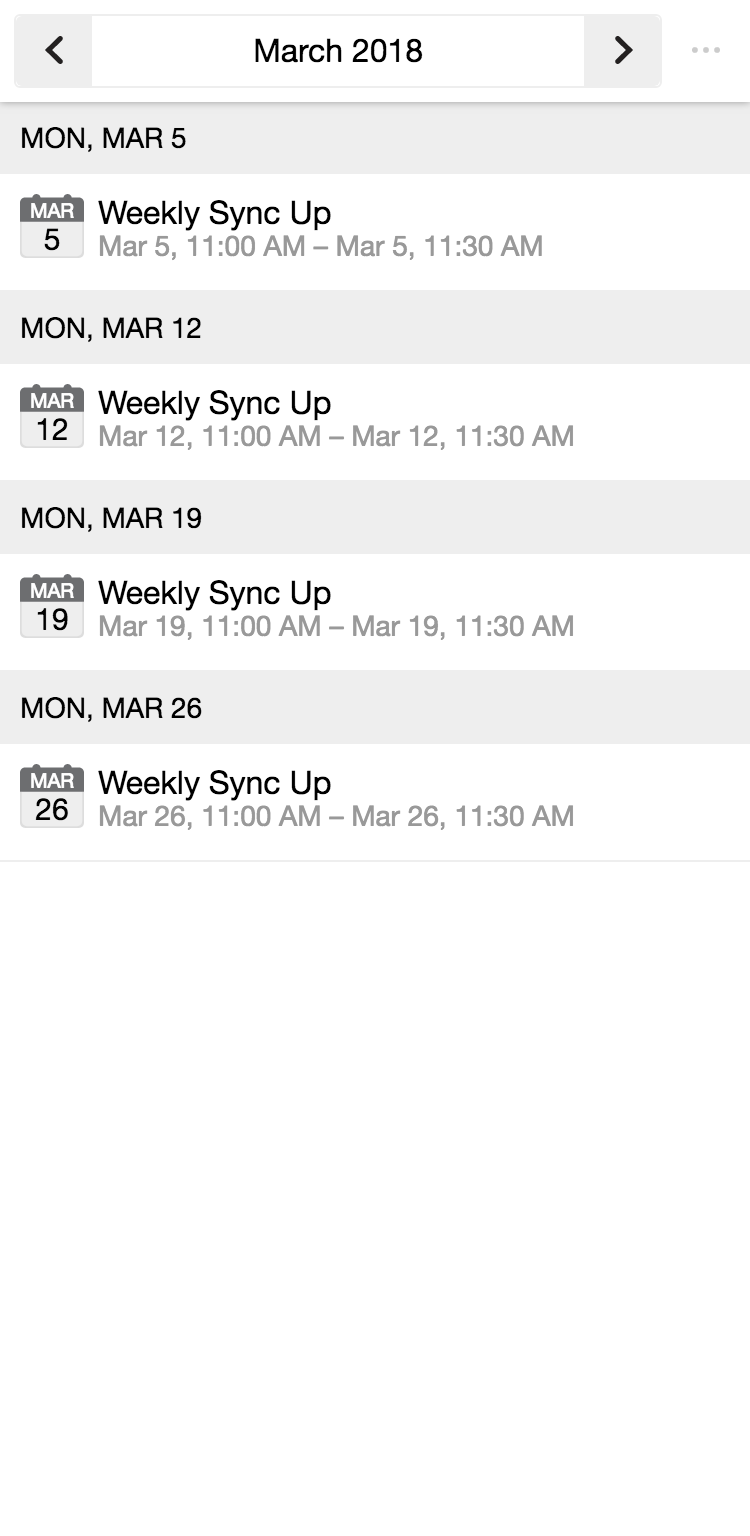 March 2018
MON, MAR 5
MAR
5
Weekly Sync Up
Mar 5, 11:00 AM – Mar 5, 11:30 AM
MON, MAR 12
MAR
12
Weekly Sync Up
Mar 12, 11:00 AM – Mar 12, 11:30 AM
MON, MAR 19
MAR
19
Weekly Sync Up
Mar 19, 11:00 AM – Mar 19, 11:30 AM
MON, MAR 26
MAR
26
Weekly Sync Up
Mar 26, 11:00 AM – Mar 26, 11:30 AM